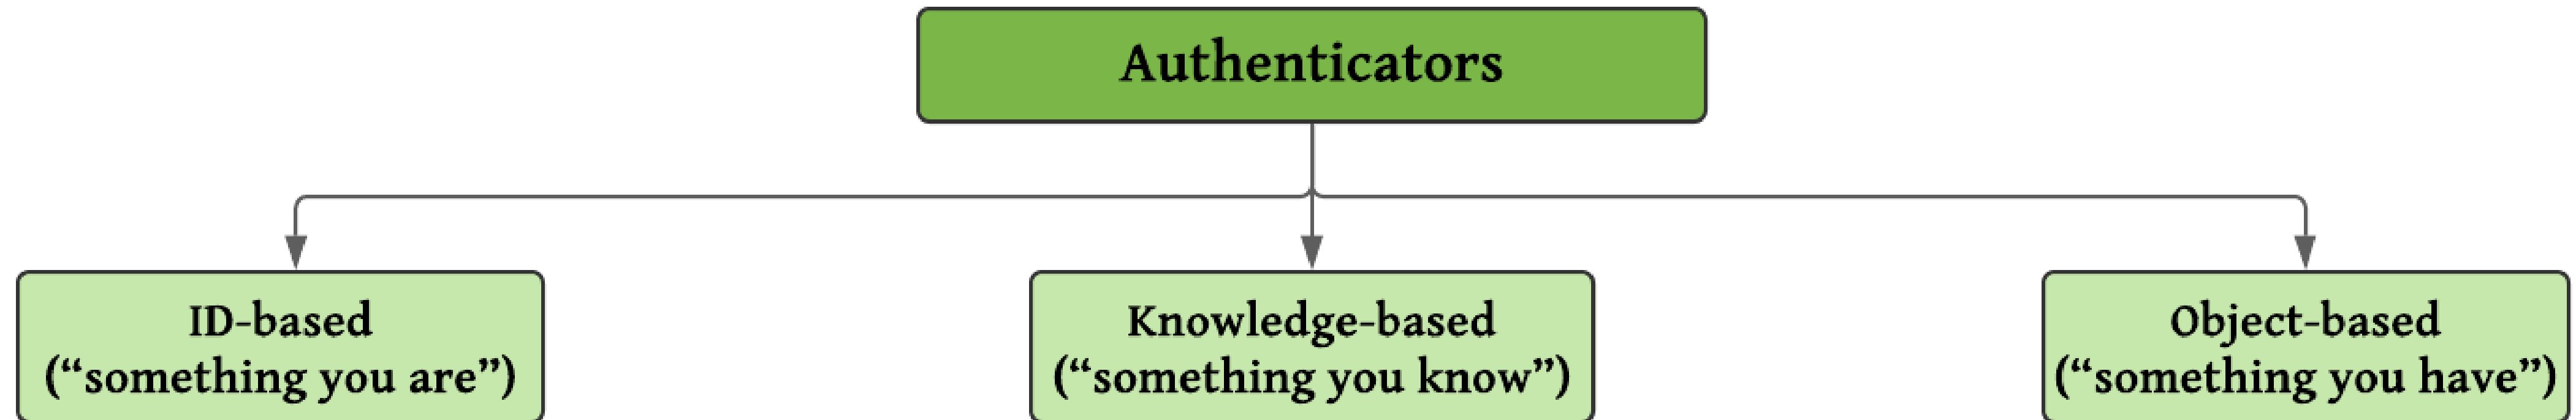 Authenticators
ID-based
(“something you are”)
Knowledge-based
(“something you know”)
Object-based
(“something you have”)